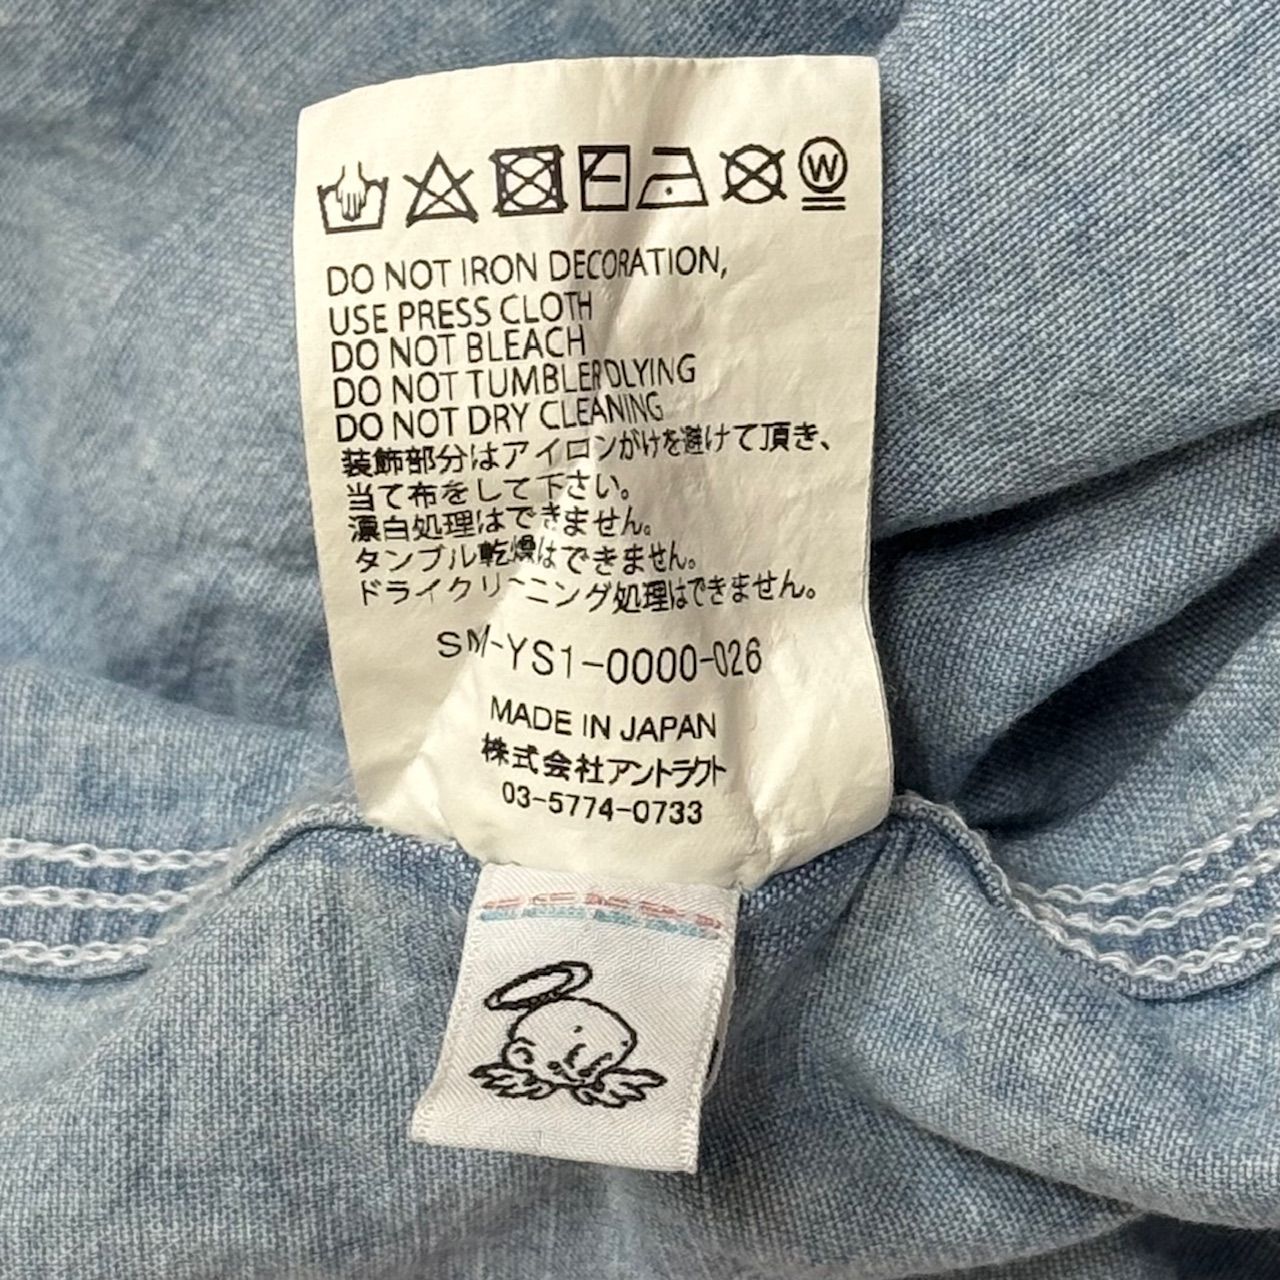 W
DO NOT IRON DECORATION,
USE PRESS CLOTH
DO NOT BLEACH
DO NOT TUMBLER DLYING
DO NOT DRY CLEANING
装飾部分はアイロンがけを避けて頂き、
当て布をして下さい。
漂白処理はできません。
タンブル乾燥はできません。
ドライクリーニング処理はできません。
SM-YS1-0000-026
MADE IN JAPAN
株式会社アントラクト
03-5774-0733